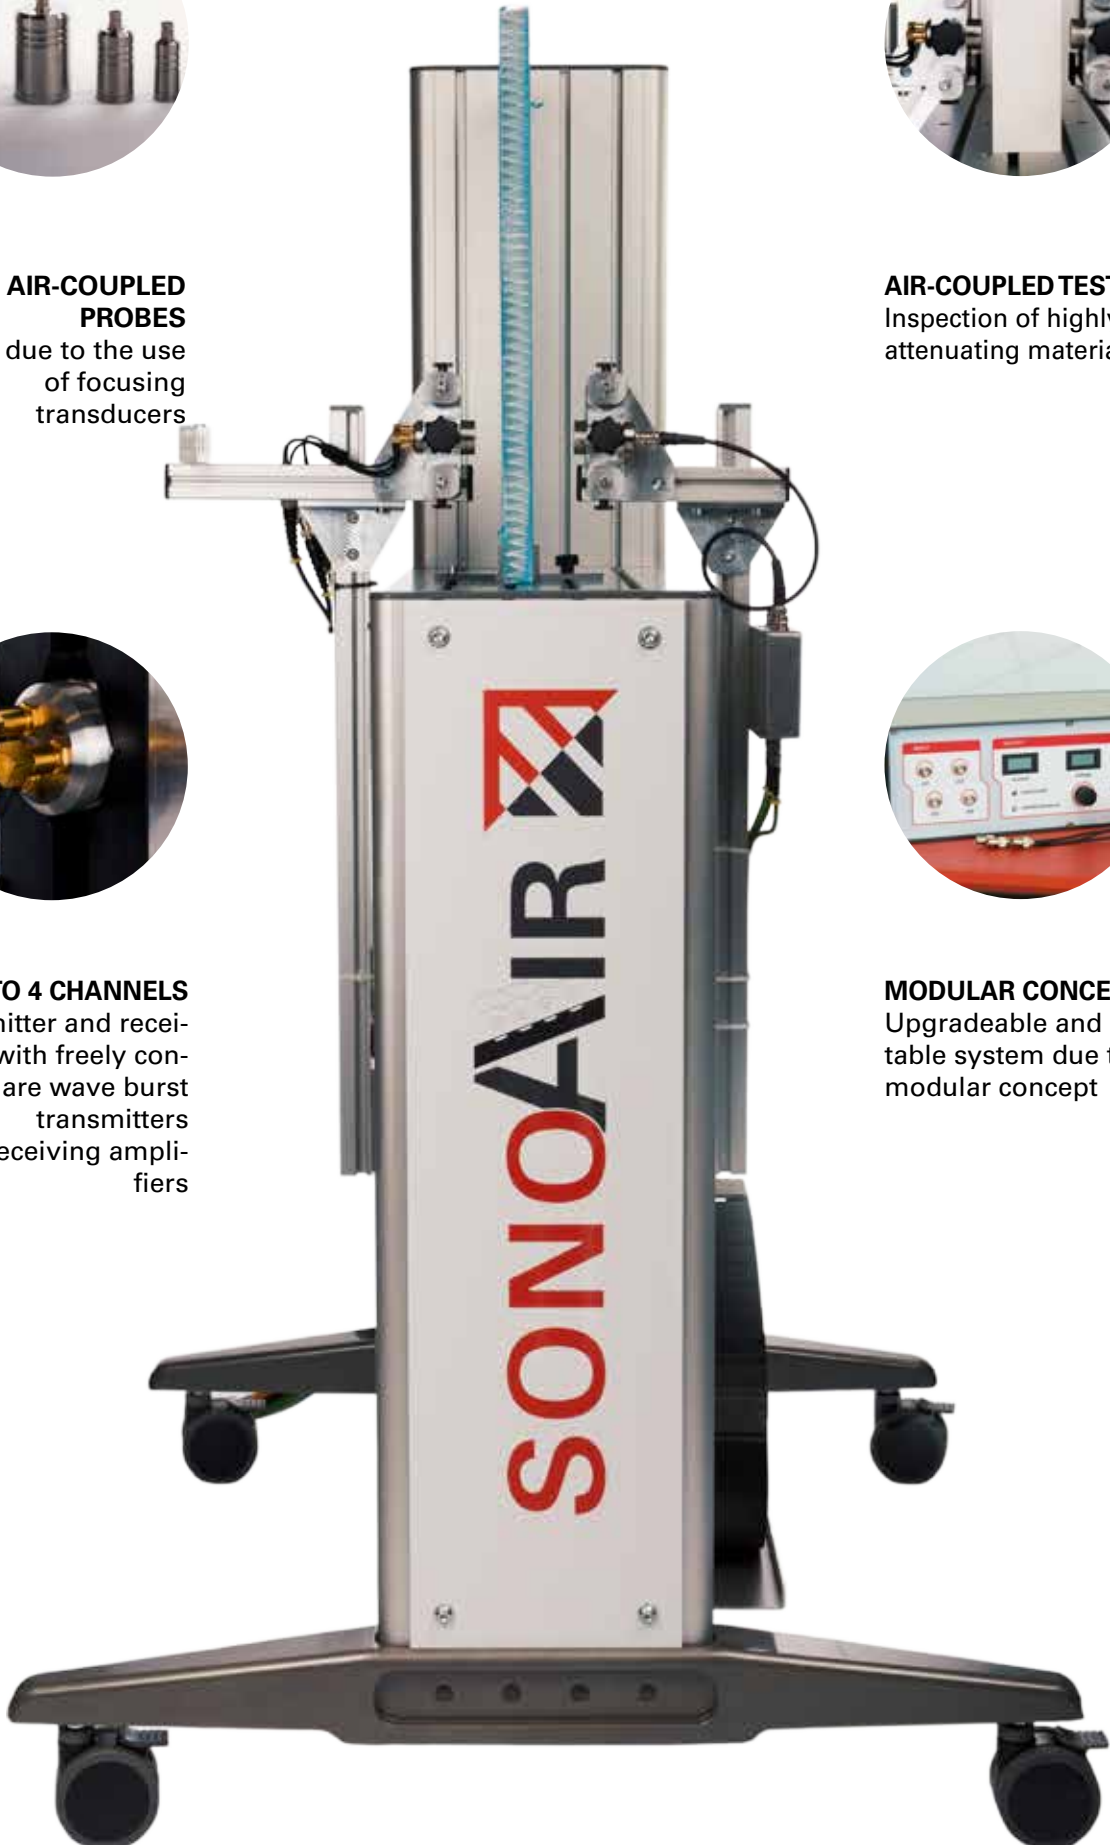 AIR-COUPLED
PROBES
due to the use
of focusing
transducers
AIR-COUPLED TEST
Inspection of highly
attenuating materia
TO 4 CHANNELS
nitter and recei-
with freely con-
are wave burst
transmitters
eceiving ampli-
fiers
MODULAR CONCE
Upgradeable and
table system due t
modular concept
SONOAIR